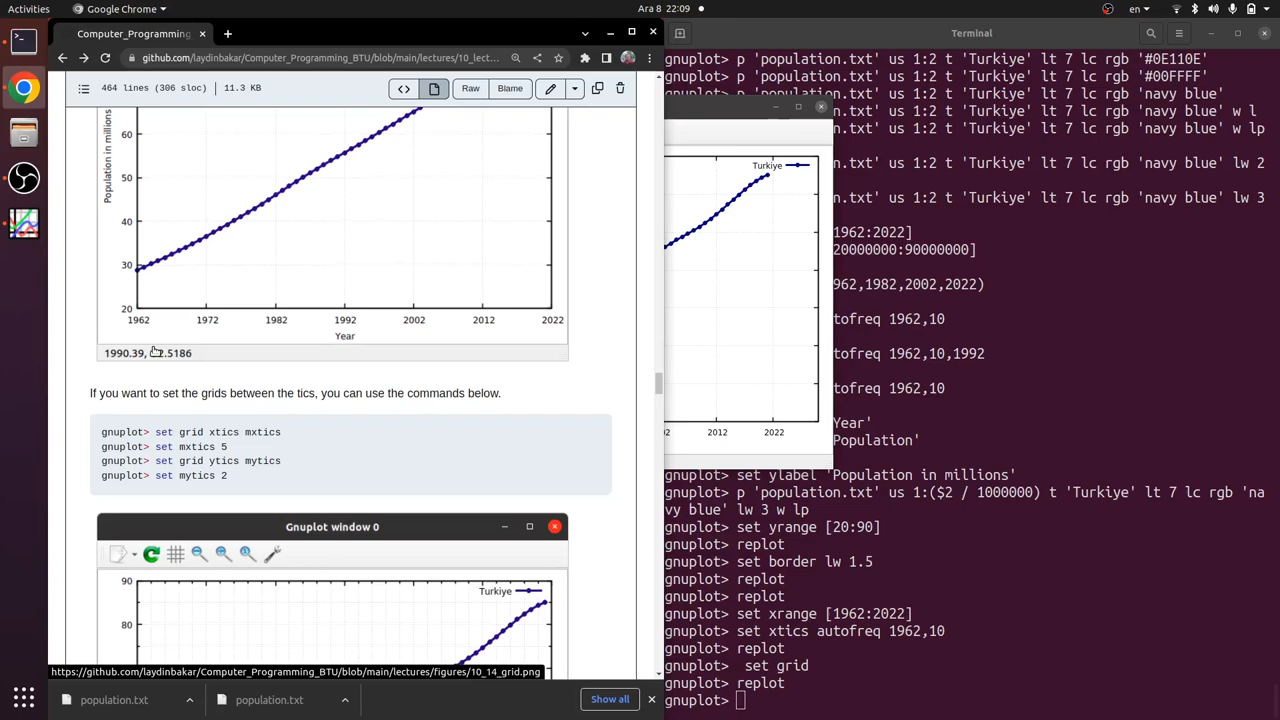 Activities
Google Chrome
Ara 8 22:09
en
Computer_Programming
github.com/laydinbakar/Computer_Programming_BTU/blob/main/lectures/10_lect...
464 lines (306 sloc)
11.3 KB
Raw
Blame
Population in millions
60
50
40
30
20
1962
1972
1982
1992
2002
2012
2022
Year
1990.39,
2.5186
If you want to set the grids between the tics, you can use the commands below.
gnuplot> set grid xtics mxtics
gnuplot> set mxtics 5
gnuplot> set grid ytics mytics
gnuplot> set mytics 2
Gnuplot window 0
90
Turkiye
80
https://github.com/laydinbakar/Computer_Programming_BTU/blob/main/lectures/figures/10_14_grid.png
population.txt
population.txt
Show all
Turkiye
02
2012
2022
Terminal
gnuplot> p 'population.txt' us 1:2 t 'Turkiye' lt 7 lc rgb '#0E110E'
gnuplot> p 'population.txt' us 1:2 t 'Turkiye' lt 7 lc rgb '#00FFFF'
gnuplot> p 'population.txt' us 1:2 t 'Turkiye' lt 7 lc rgb 'navy blue'
n.txt' us 1:2 t 'Turkiye' lt 7 lc rgb 'navy blue' w l
n.txt' us 1:2 t 'Turkiye' lt 7 lc rgb 'navy blue' w lp
n.txt' us 1:2 t 'Turkiye' lt 7 lc rgb 'navy blue' lw 2
n.txt' us 1:2 t 'Turkiye' lt 7 lc rgb 'navy blue' lw 3
1962:2022]
20000000:90000000]
962,1982,2002,2022)
tofreq 1962,10
tofreq 1962,10,1992
tofreq 1962,10
Year'
Population'
gnuplot> set ylabel 'Population in millions'
gnuplot> p 'population.txt' us 1:($2 / 1000000) t 'Turkiye' lt 7 lc rgb 'na
vy blue' lw 3 w lp
gnuplot> set yrange [20:90]
gnuplot> replot
gnuplot> set border lw 1.5
gnuplot> replot
gnuplot> replot
gnuplot> set xrange [1962:2022]
gnuplot> set xtics autofreq 1962,10
gnuplot> replot
gnuplot>  set grid
gnuplot> replot
gnuplot>